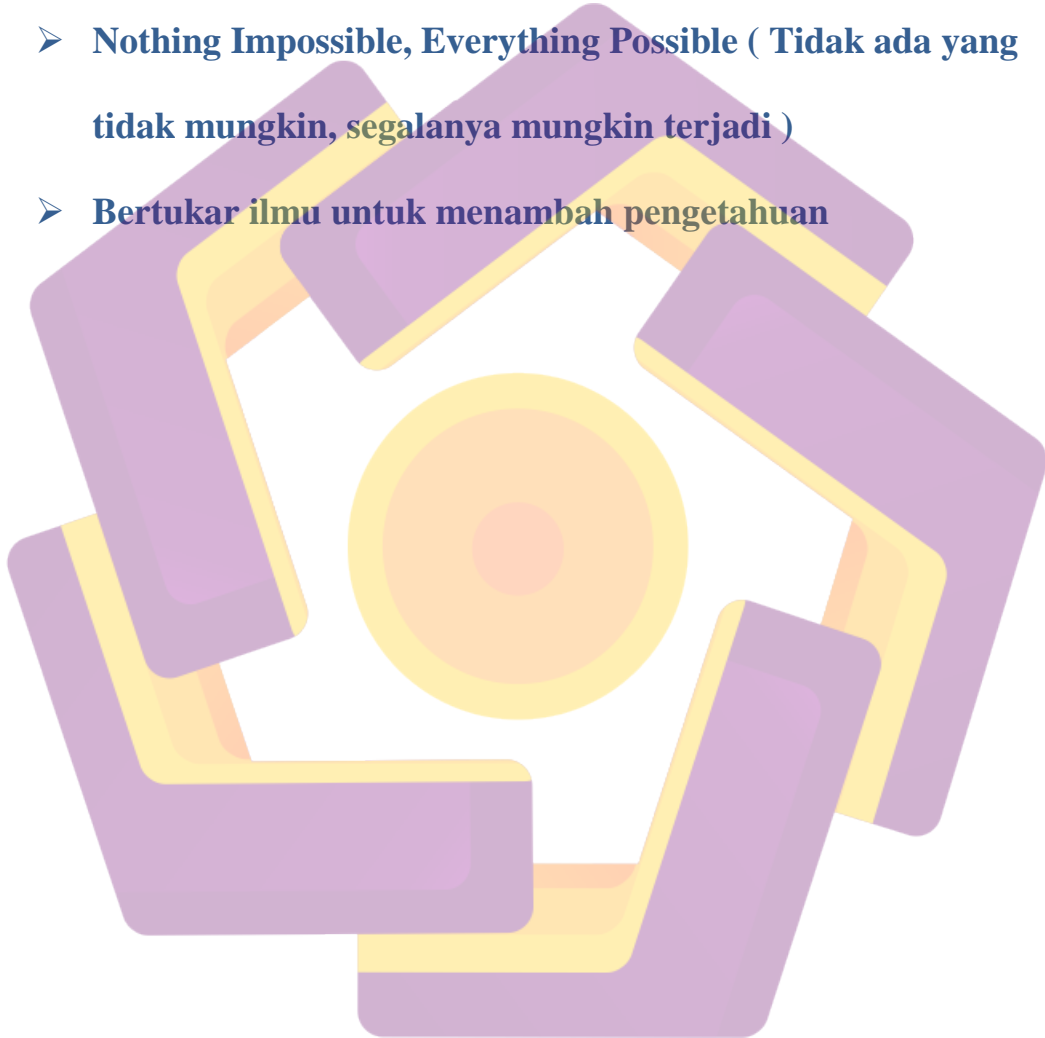 ➢ Nothing Impossible, Everything Possible ( Tidak ada yang
tidak mungkin, segalanya mungkin terjadi )
➢ Bertukar ilmu untuk menambah pengetahuan